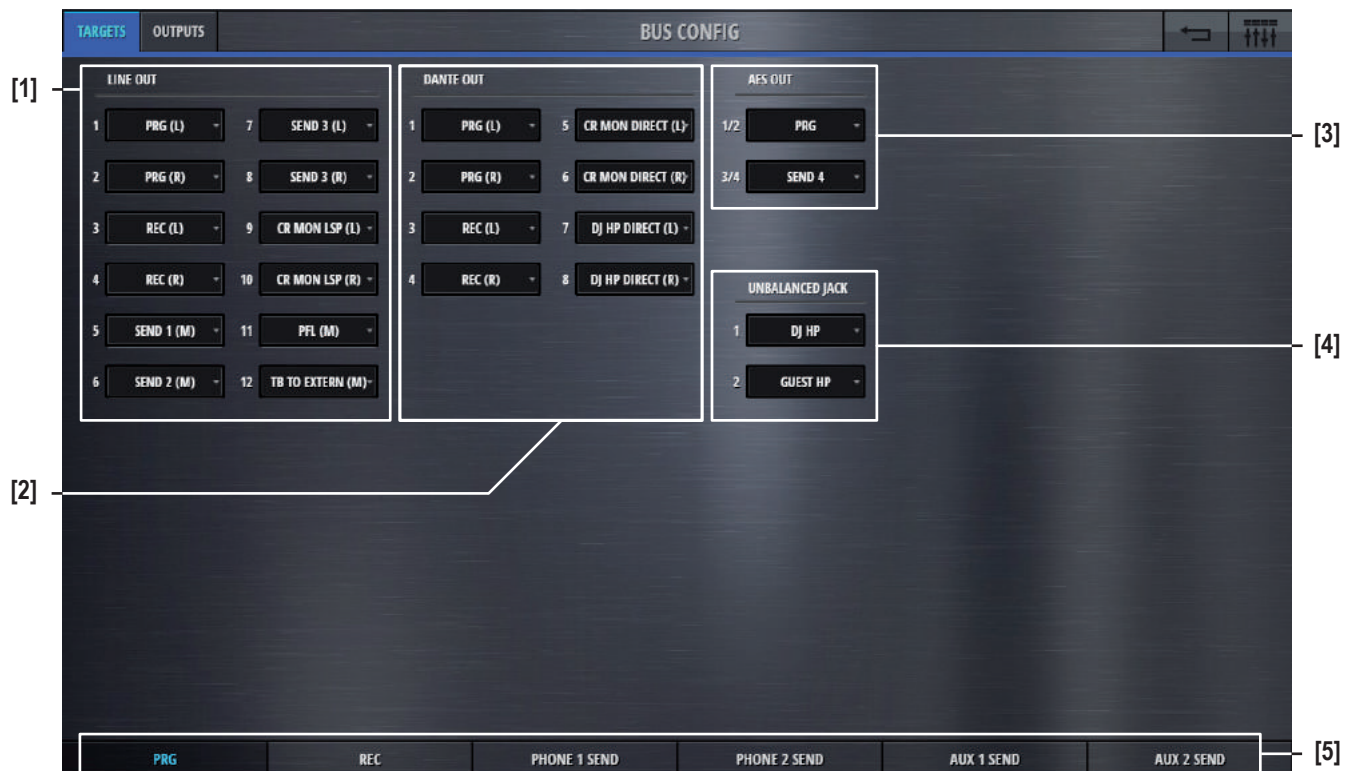 TARGETS OUTPUTS BUS CONFIG
[1]
LINE OUT
1 PRG (L) 7 SEND 3 (L)
2 PRG (R) 8 SEND 3 (R)
3 REC (L) 9 CR MON LSP (L)
4 REC (R) 10 CR MON LSP (R)
5 SEND 1 (M) 11 PFL (M)
6 SEND 2 (M) 12 TB TO EXTERN (M)
[2]
DANTE OUT
1 PRG (L) 5 CR MON DIRECT (L)
2 PRG (R) 6 CR MON DIRECT (R)
3 REC (L) 7 DJ HP DIRECT (L)
4 REC (R) 8 DJ HP DIRECT (R)
AES OUT
1/2 PRG
3/4 SEND 4
[3]
UNBALANCED JACK
1 DJ HP
2 GUEST HP
[4]
PRG REC PHONE 1 SEND PHONE 2 SEND AUX 1 SEND AUX 2 SEND
[5]